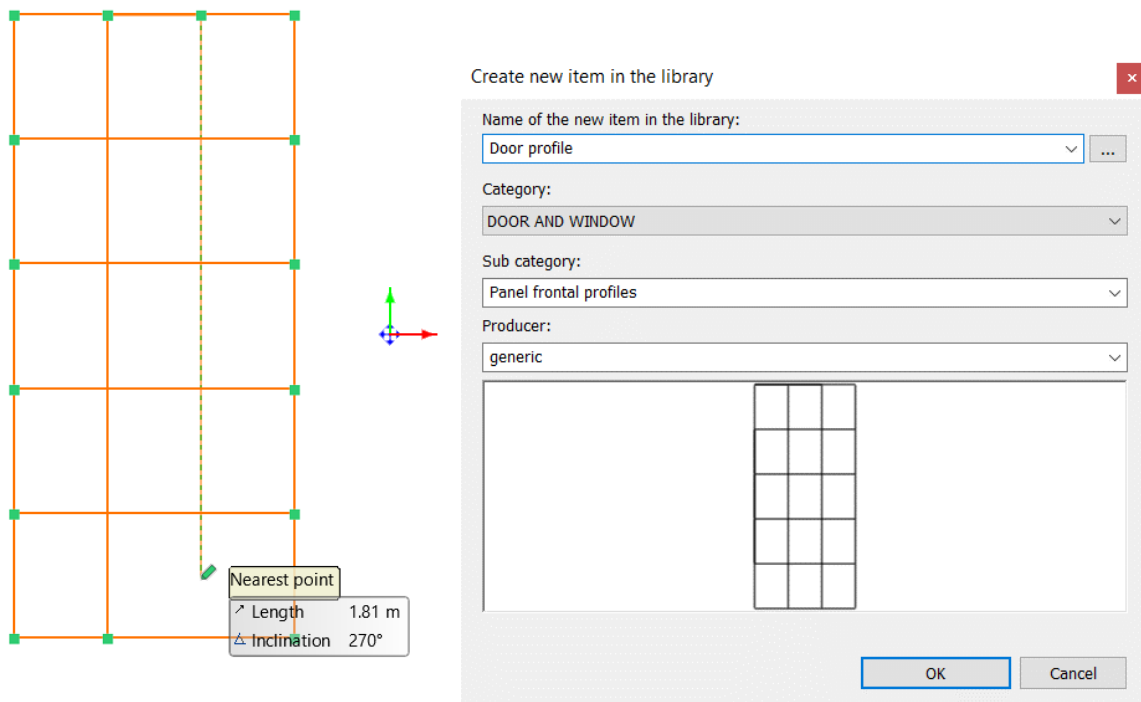 Create new item in the library
Name of the new item in the library:
Door profile
...
Category:
DOOR AND WINDOW
Sub category:
Panel frontal profiles
Producer:
generic
Nearest point
Length 1.81 m
Inclination 270°
OK Cancel